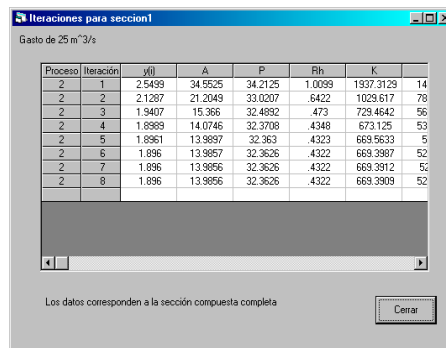 Iteraciones para seccion1
Gasto de 25 m^3/s
Proceso Iteración y(i) A P Rh K
2 1 2.5499 34.5525 34.2125 1.0099 1937.3129 14
2 2 2.1287 21.2049 33.0207 .6422 1029.617 78
2 3 1.9407 15.366 32.4892 .473 729.4642 56
2 4 1.8989 14.0746 32.3708 .4348 673.125 53
2 5 1.8961 13.9897 32.363 .4323 669.5633 5
2 6 1.896 13.9857 32.3626 .4322 669.3987 52
2 7 1.896 13.9856 32.3626 .4322 669.3912 52
2 8 1.896 13.9856 32.3626 .4322 669.3909 52
Los datos corresponden a la sección compuesta completa
Cerrar